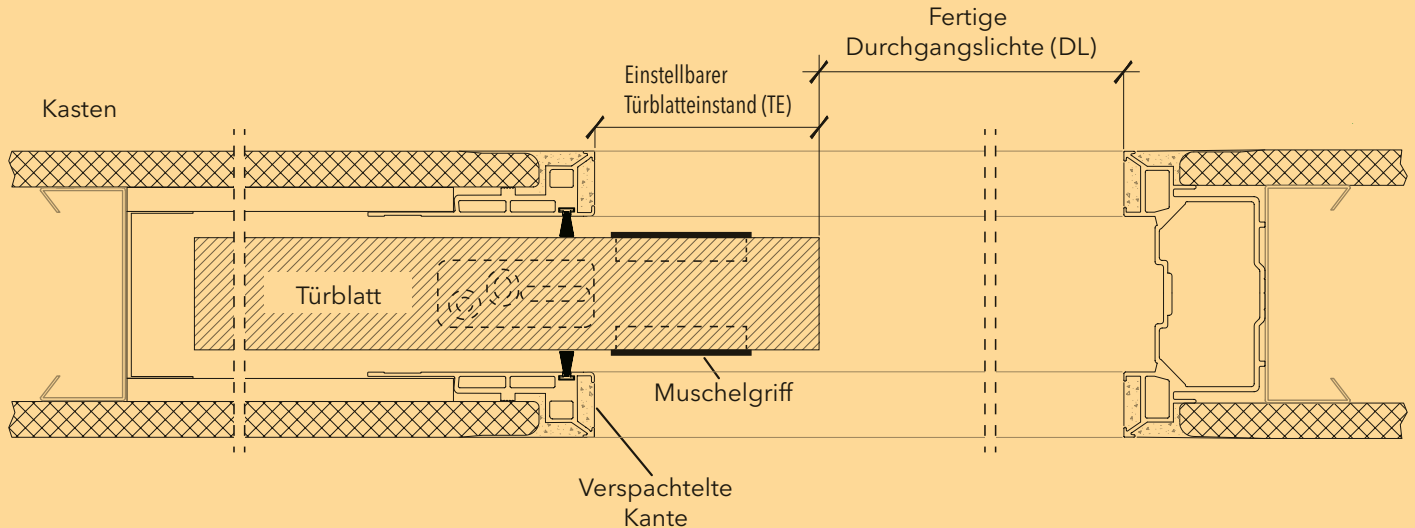 Fertige
Durchgangslichte (DL)
Einstellbarer
Türblatteinstand (TE)
Kasten
Türblatt
Muschelgriff
Verspachtelte
Kante